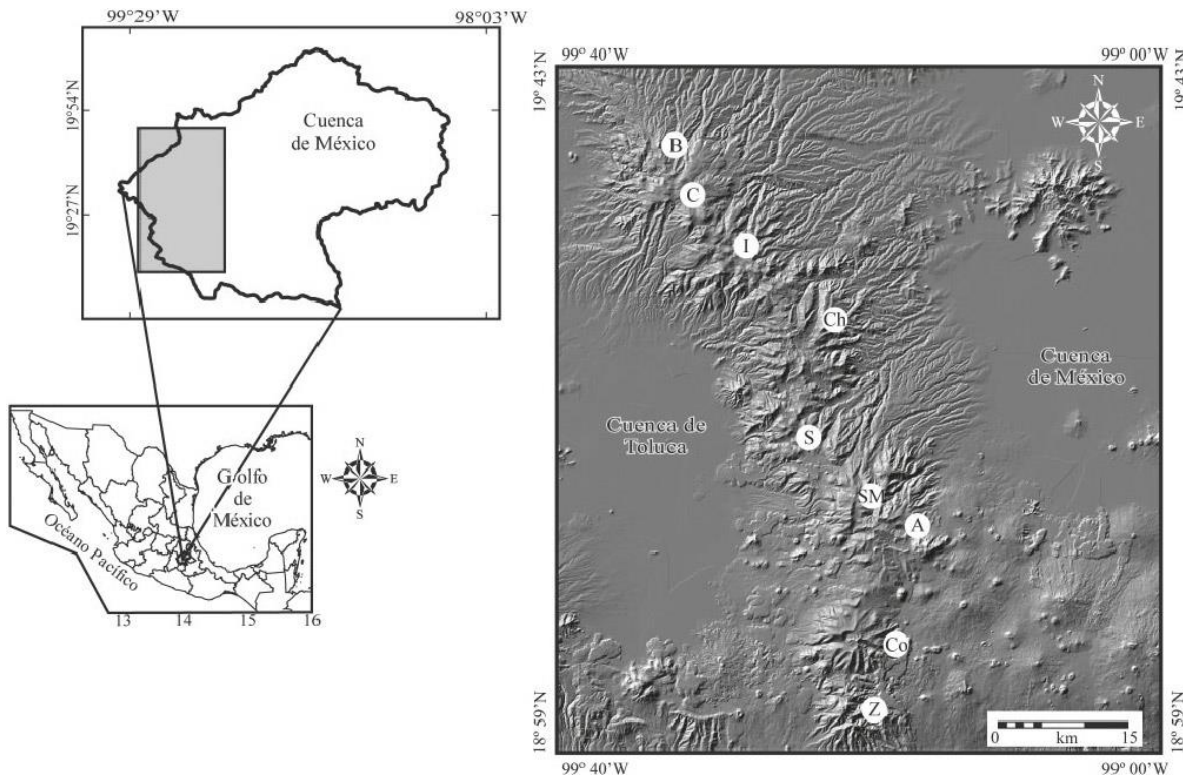 99°29'W
98°03'W
19°54'N
19°27'N
Cuenca
de México
Golfo
de
México
Océano Pacífico
N
W
E
S
13
14
15
16
99° 40'W
99° 00'W
19° 43'N
19° 43'N
N
W
E
S
B
C
I
Ch
Cuenca
de México
Cuenca de
Toluca
S
SM
A
Co
Z
0
km
15
18° 59'N
18° 59'N
99° 40'W
99° 00'W